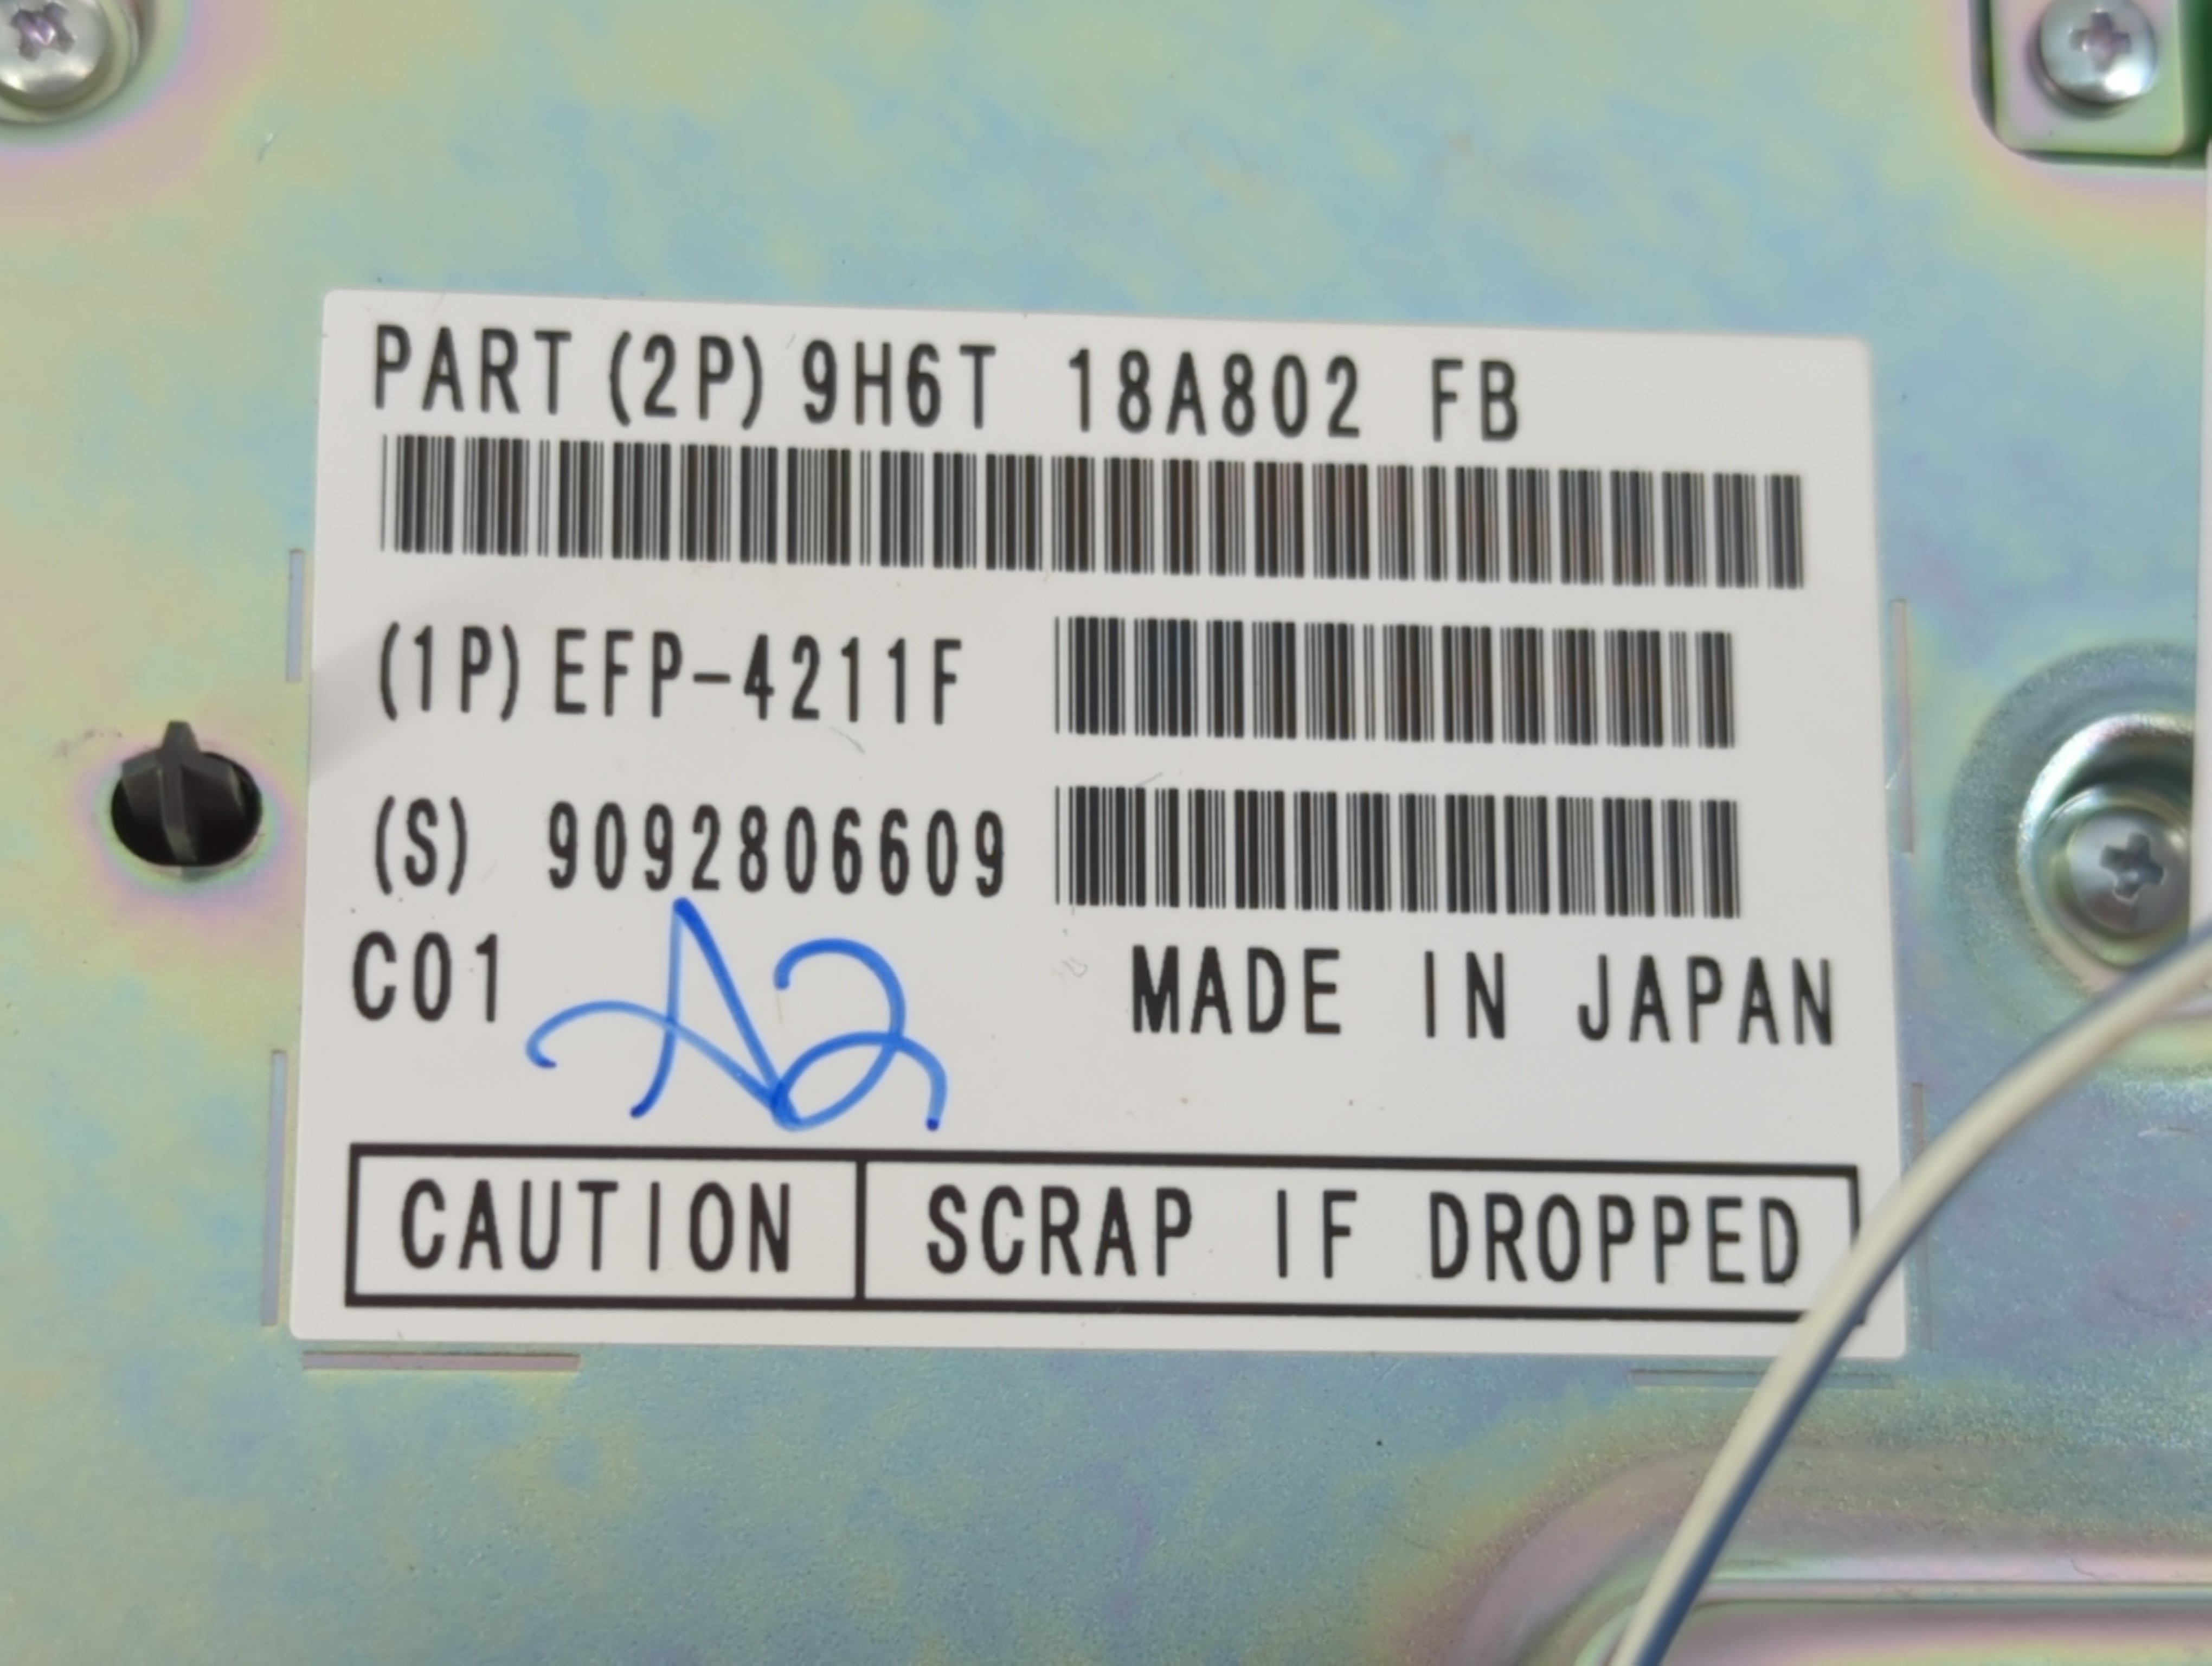 PART (2P) 9H6T 18A802 FB
(1P) EFP-4211F
(S) 9092806609
C01 A2 MADE IN JAPAN
CAUTION SCRAP IF DROPPED